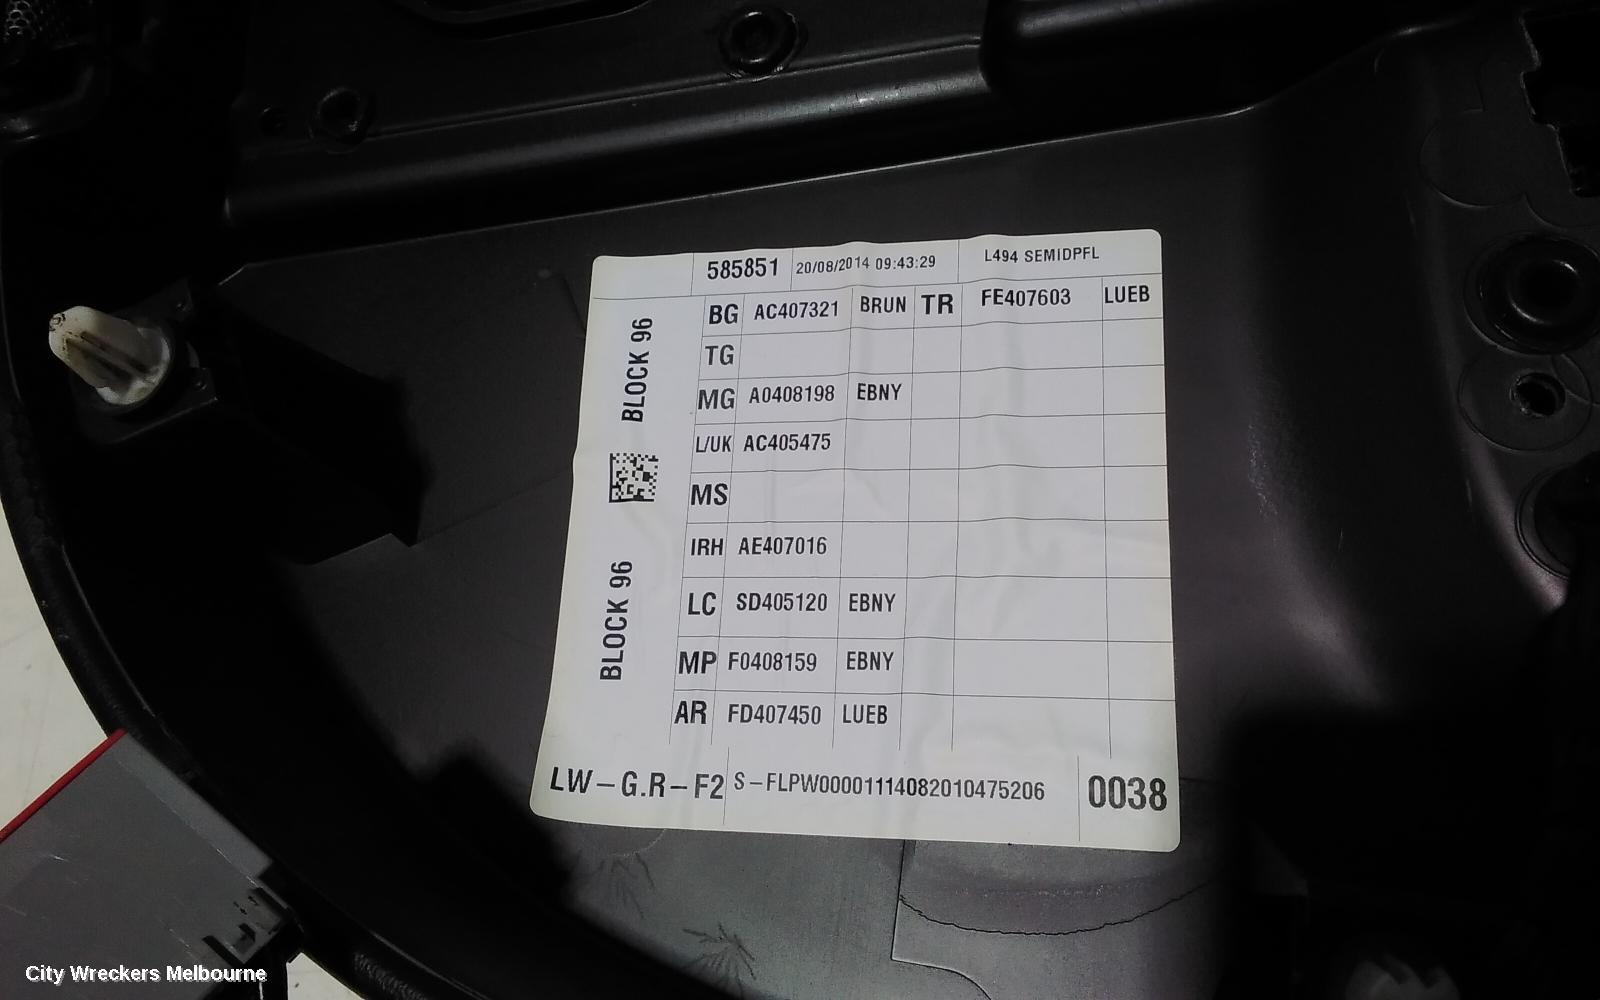 585851 20/08/2014 09:43:29 L494 SEMIDPFL
BG AC407321 BRUN TR FE407603 LUEB
TG
MG A0408198 EBNY
L/UK AC405475
MS
IRH AE407016
LC SD405120 EBNY
MP F0408159 EBNY
AR FD407450 LUEB
BLOCK 96
BLOCK 96
LW-G.R-F2 S-FLPW00001114082010475206 0038
City Wreckers Melbourne